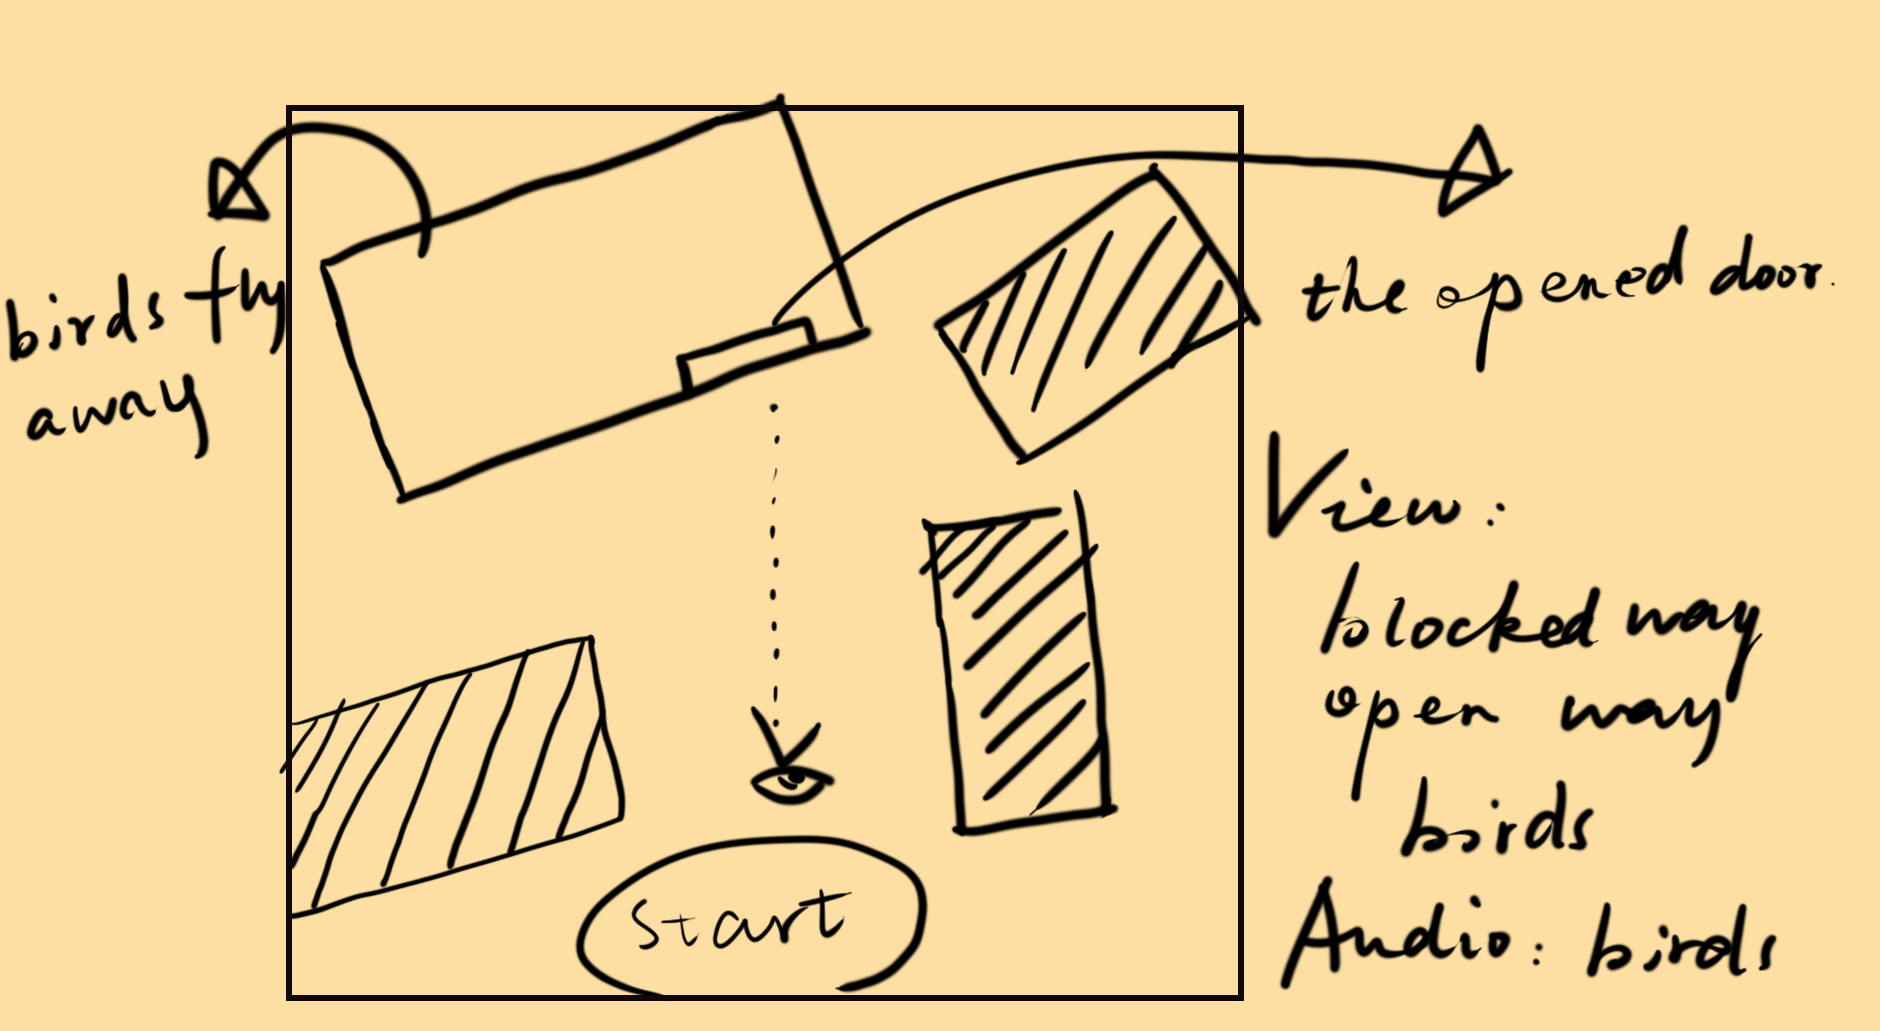 birds fly
away
the opened door.
View:
blocked way
open way
birds
Audio: birds
Start